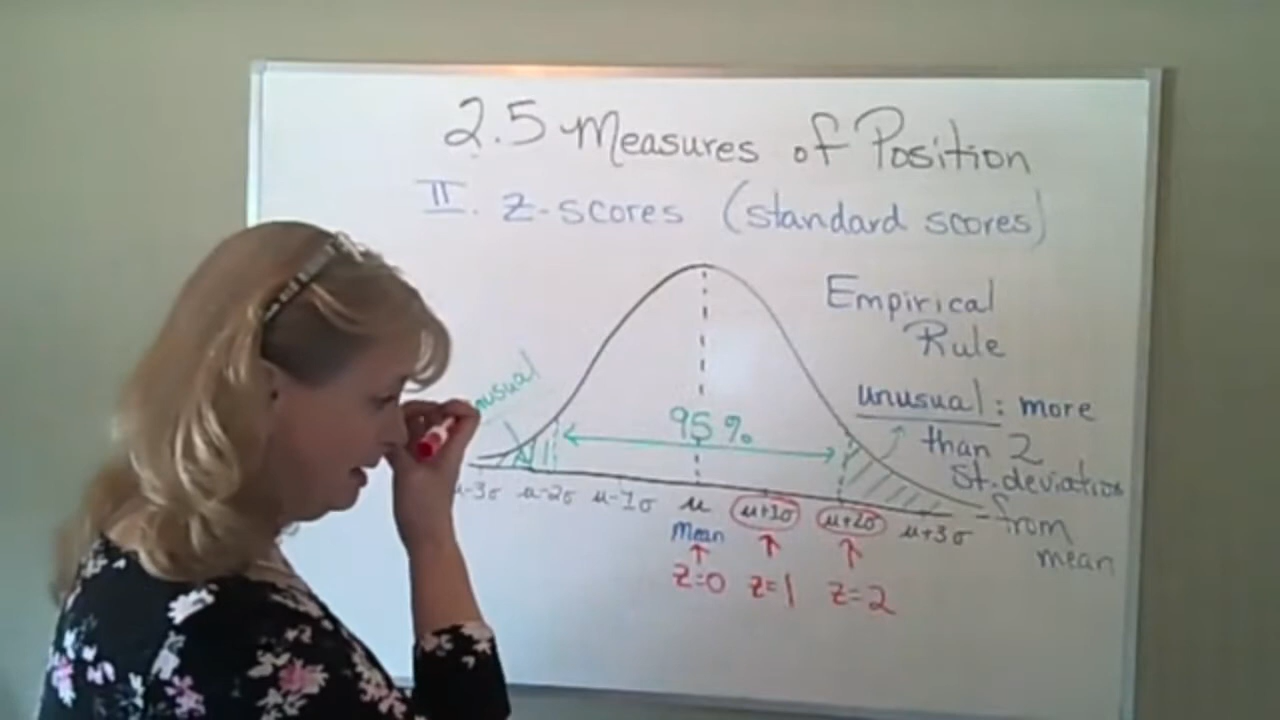 2.5 Measures of Position
II. z-scores (standard scores)
Empirical
Rule
unusual: more
than 2
st. deviations
from
mean
95%
μ-2σ μ-1σ μ μ+1σ μ+2σ μ+3σ
Mean
z=0 z=1 z=2